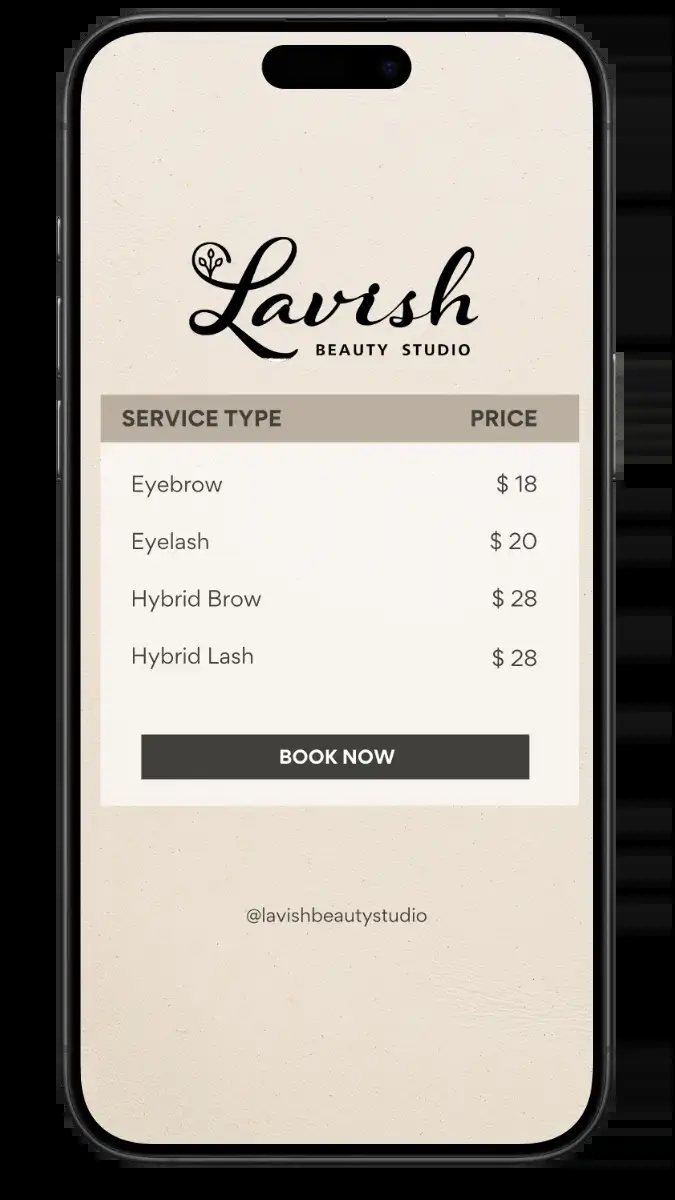 Lavish
BEAUTY STUDIO
SERVICE TYPE PRICE
Eyebrow $ 18
Eyelash $ 20
Hybrid Brow $ 28
Hybrid Lash $ 28
BOOK NOW
@lavishbeautystudio